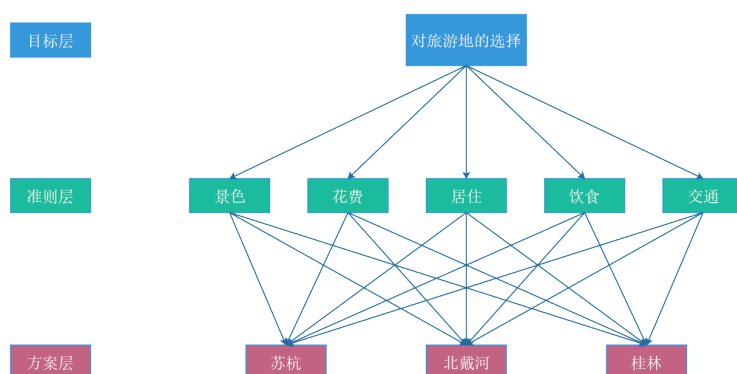 目标层
对旅游地的选择
准则层
景色
花费
居住
饮食
交通
方案层
苏杭
北戴河
桂林